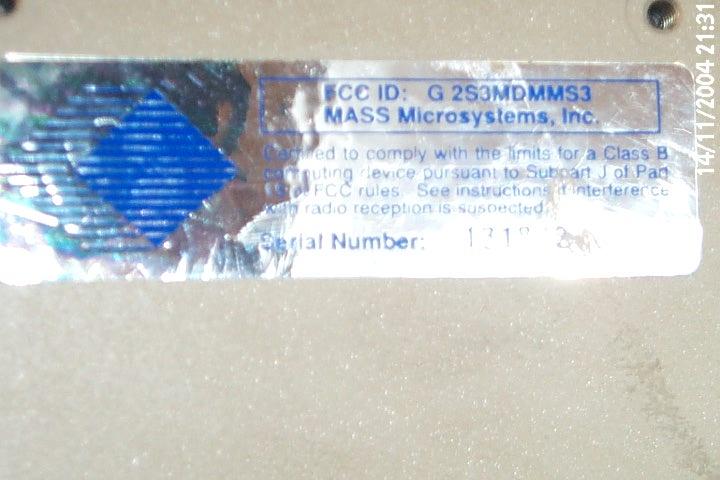 FCC ID: G 2S3MDMMS3
MASS Microsystems, Inc.
Certified to comply with the limits for a Class B
computing device pursuant to Subpart J of Part
of FCC rules. See instructions if interference
with radio reception is suspected.
Serial Number:
14/11/2004 21:31